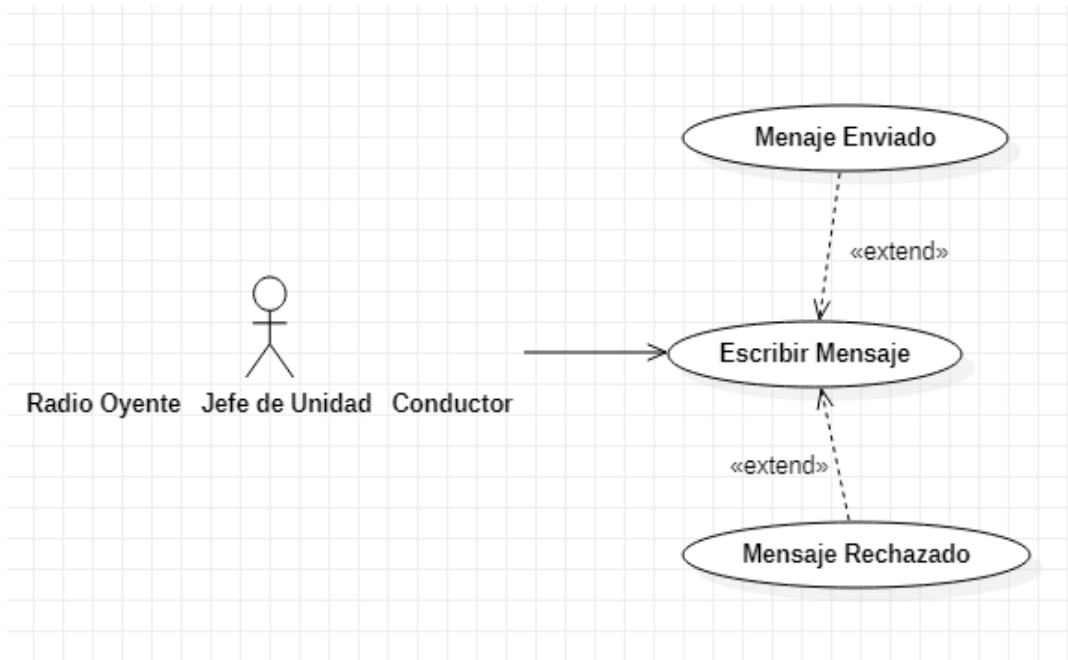 Menaje Enviado
«extend»
Escribir Mensaje
Radio Oyente Jefe de Unidad Conductor
«extend»
Mensaje Rechazado